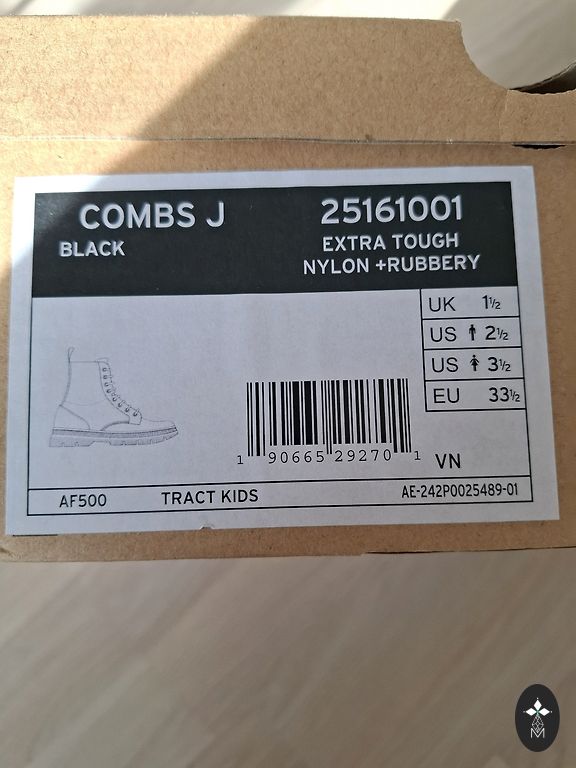 COMBS J 25161001
BLACK EXTRA TOUGH
NYLON +RUBBERY
UK 1½
US 2½
US 3½
EU 33½
1 90665 29270 1
VN
AF500 TRACT KIDS AE-242P0025489-01
M